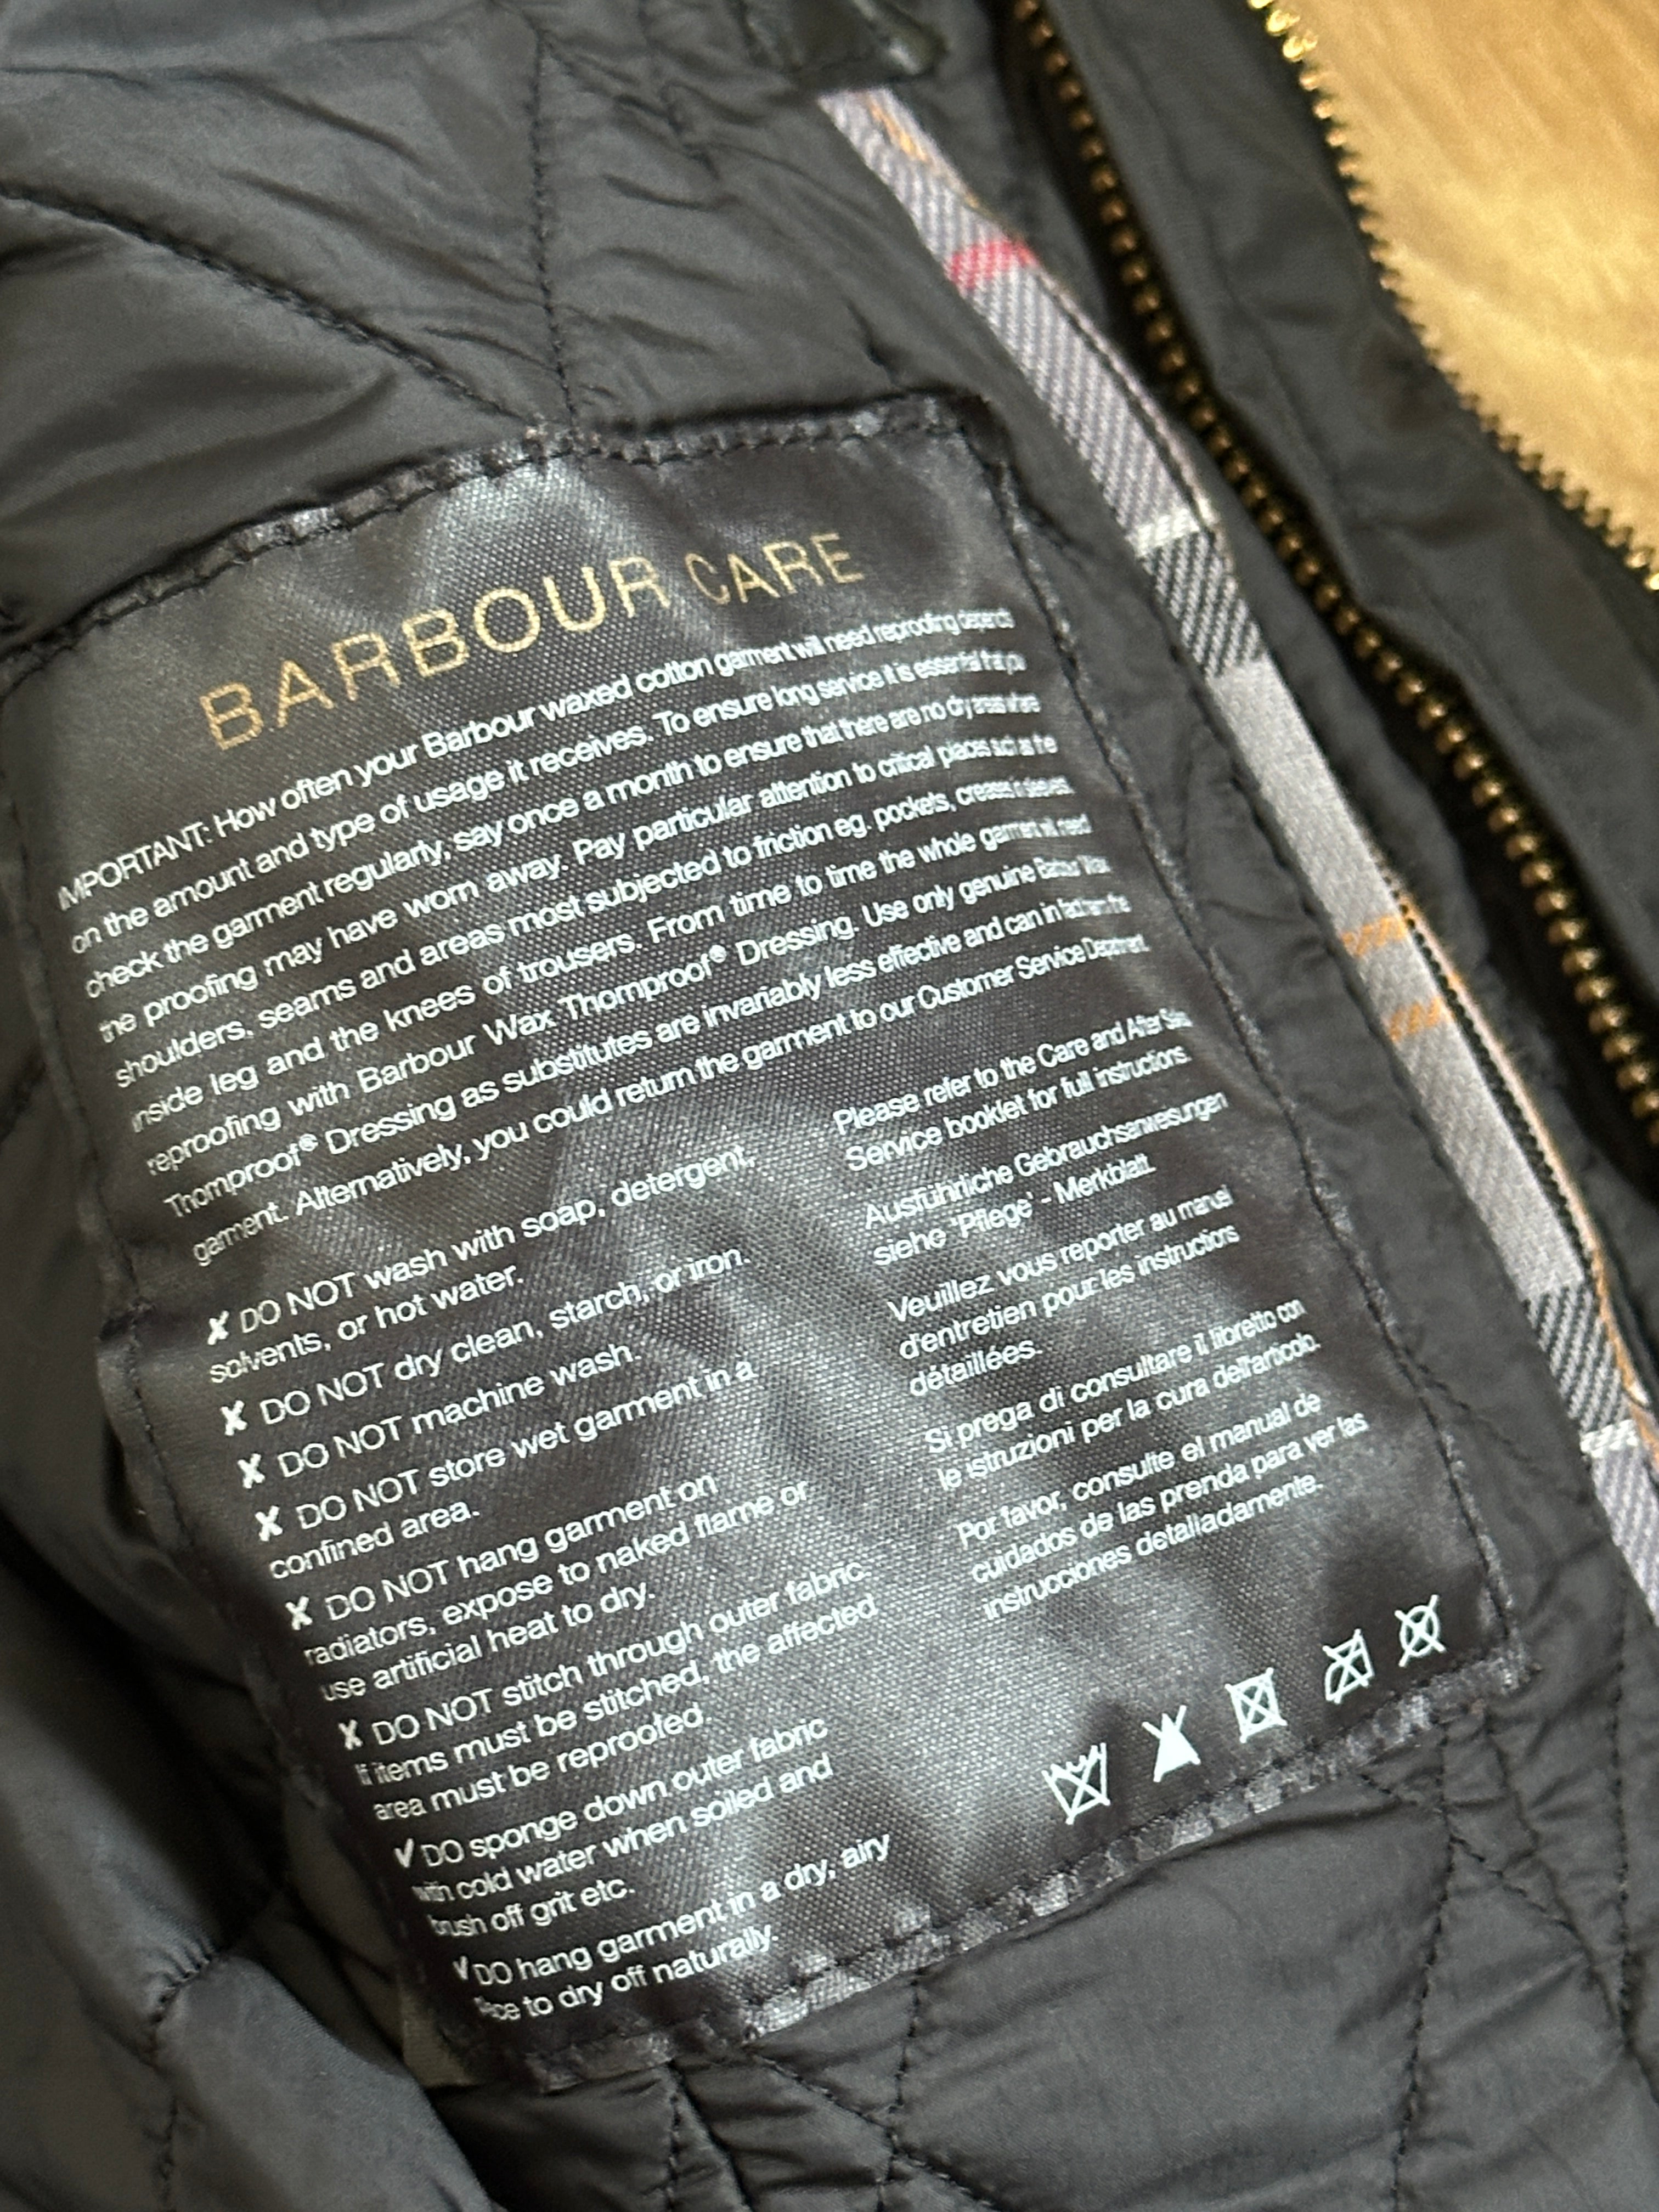 BARBOUR CARE
IMPORTANT: How often your Barbour waxed cotton garment will need reproofing depends
on the amount and type of usage it receives. To ensure long service it is essential that you
check the garment regularly, say once a month to ensure that there are no dry areas where
the proofing may have worn away. Pay particular attention to critical places such as the
shoulders, seams and areas most subjected to friction eg. pockets, creases in sleeves,
inside leg and the knees of trousers. From time to time the whole garment will need
reproofing with Barbour Wax Thornproof® Dressing. Use only genuine Barbour Wax
Thornproof® Dressing as substitutes are invariably less effective and can in fact harm the
garment. Alternatively, you could return the garment to our Customer Service Department.
✘ DO NOT wash with soap, detergent,
solvents, or hot water.
✘ DO NOT dry clean, starch, or iron.
✘ DO NOT machine wash.
✘ DO NOT store wet garment in a
confined area.
✘ DO NOT hang garment on
radiators, expose to naked flame or
use artificial heat to dry.
✘ DO NOT stitch through outer fabric.
If items must be stitched, the affected
area must be reproofed.
✔ DO sponge down outer fabric
with cold water when soiled and
brush off grit etc.
✔ DO hang garment in a dry, airy
place to dry off naturally.
Please refer to the Care and After Sales
Service booklet for full instructions.
Ausführliche Gebrauchsanweisungen
siehe 'Pflege' - Merkblatt.
Veuillez vous reporter au manuel
d'entretien pour les instructions
détaillées.
Si prega di consultare il libretto con
le istruzioni per la cura dell'articolo.
Por favor, consulte el manual de
cuidados de las prenda para ver las
instrucciones detalladamente.